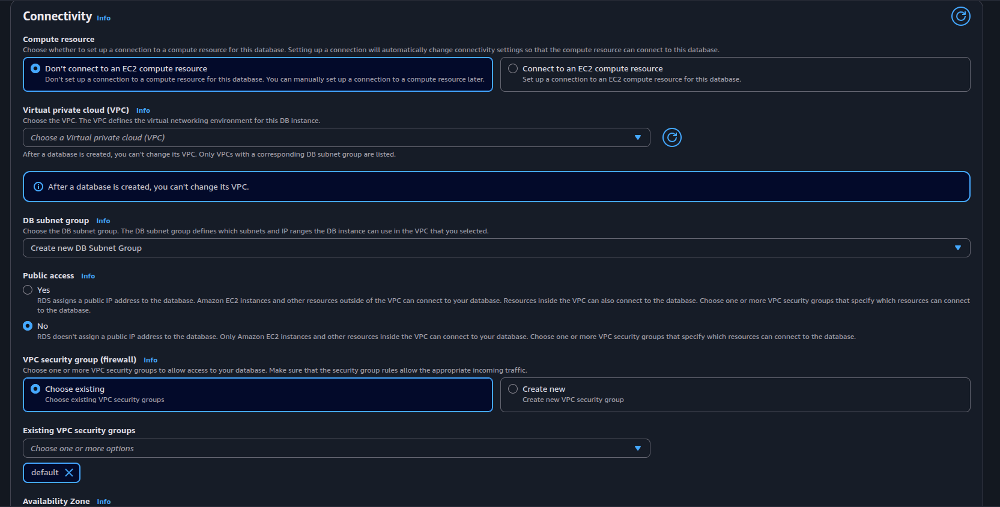 Connectivity Info
Compute resource
Choose whether to set up a connection to a compute resource for this database. Setting up a connection will automatically change connectivity settings so that the compute resource can connect to this database.
Don't connect to an EC2 compute resource
Don't set up a connection to a compute resource for this database. You can manually set up a connection to a compute resource later.
Connect to an EC2 compute resource
Set up a connection to an EC2 compute resource for this database.
Virtual private cloud (VPC) Info
Choose the VPC. The VPC defines the virtual networking environment for this DB instance.
Choose a Virtual private cloud (VPC)
After a database is created, you can't change its VPC. Only VPCs with a corresponding DB subnet group are listed.
After a database is created, you can't change its VPC.
DB subnet group Info
Choose the DB subnet group. The DB subnet group defines which subnets and IP ranges the DB instance can use in the VPC that you selected.
Create new DB Subnet Group
Public access Info
Yes
RDS assigns a public IP address to the database. Amazon EC2 instances and other resources outside of the VPC can connect to your database. Resources inside the VPC can also connect to the database. Choose one or more VPC security groups that specify which resources can connect
to the database.
No
RDS doesn't assign a public IP address to the database. Only Amazon EC2 instances and other resources inside the VPC can connect to your database. Choose one or more VPC security groups that specify which resources can connect to the database.
VPC security group (firewall) Info
Choose one or more VPC security groups to allow access to your database. Make sure that the security group rules allow the appropriate incoming traffic.
Choose existing
Choose existing VPC security groups
Create new
Create new VPC security group
Existing VPC security groups
Choose one or more options
default
Availability Zone Info